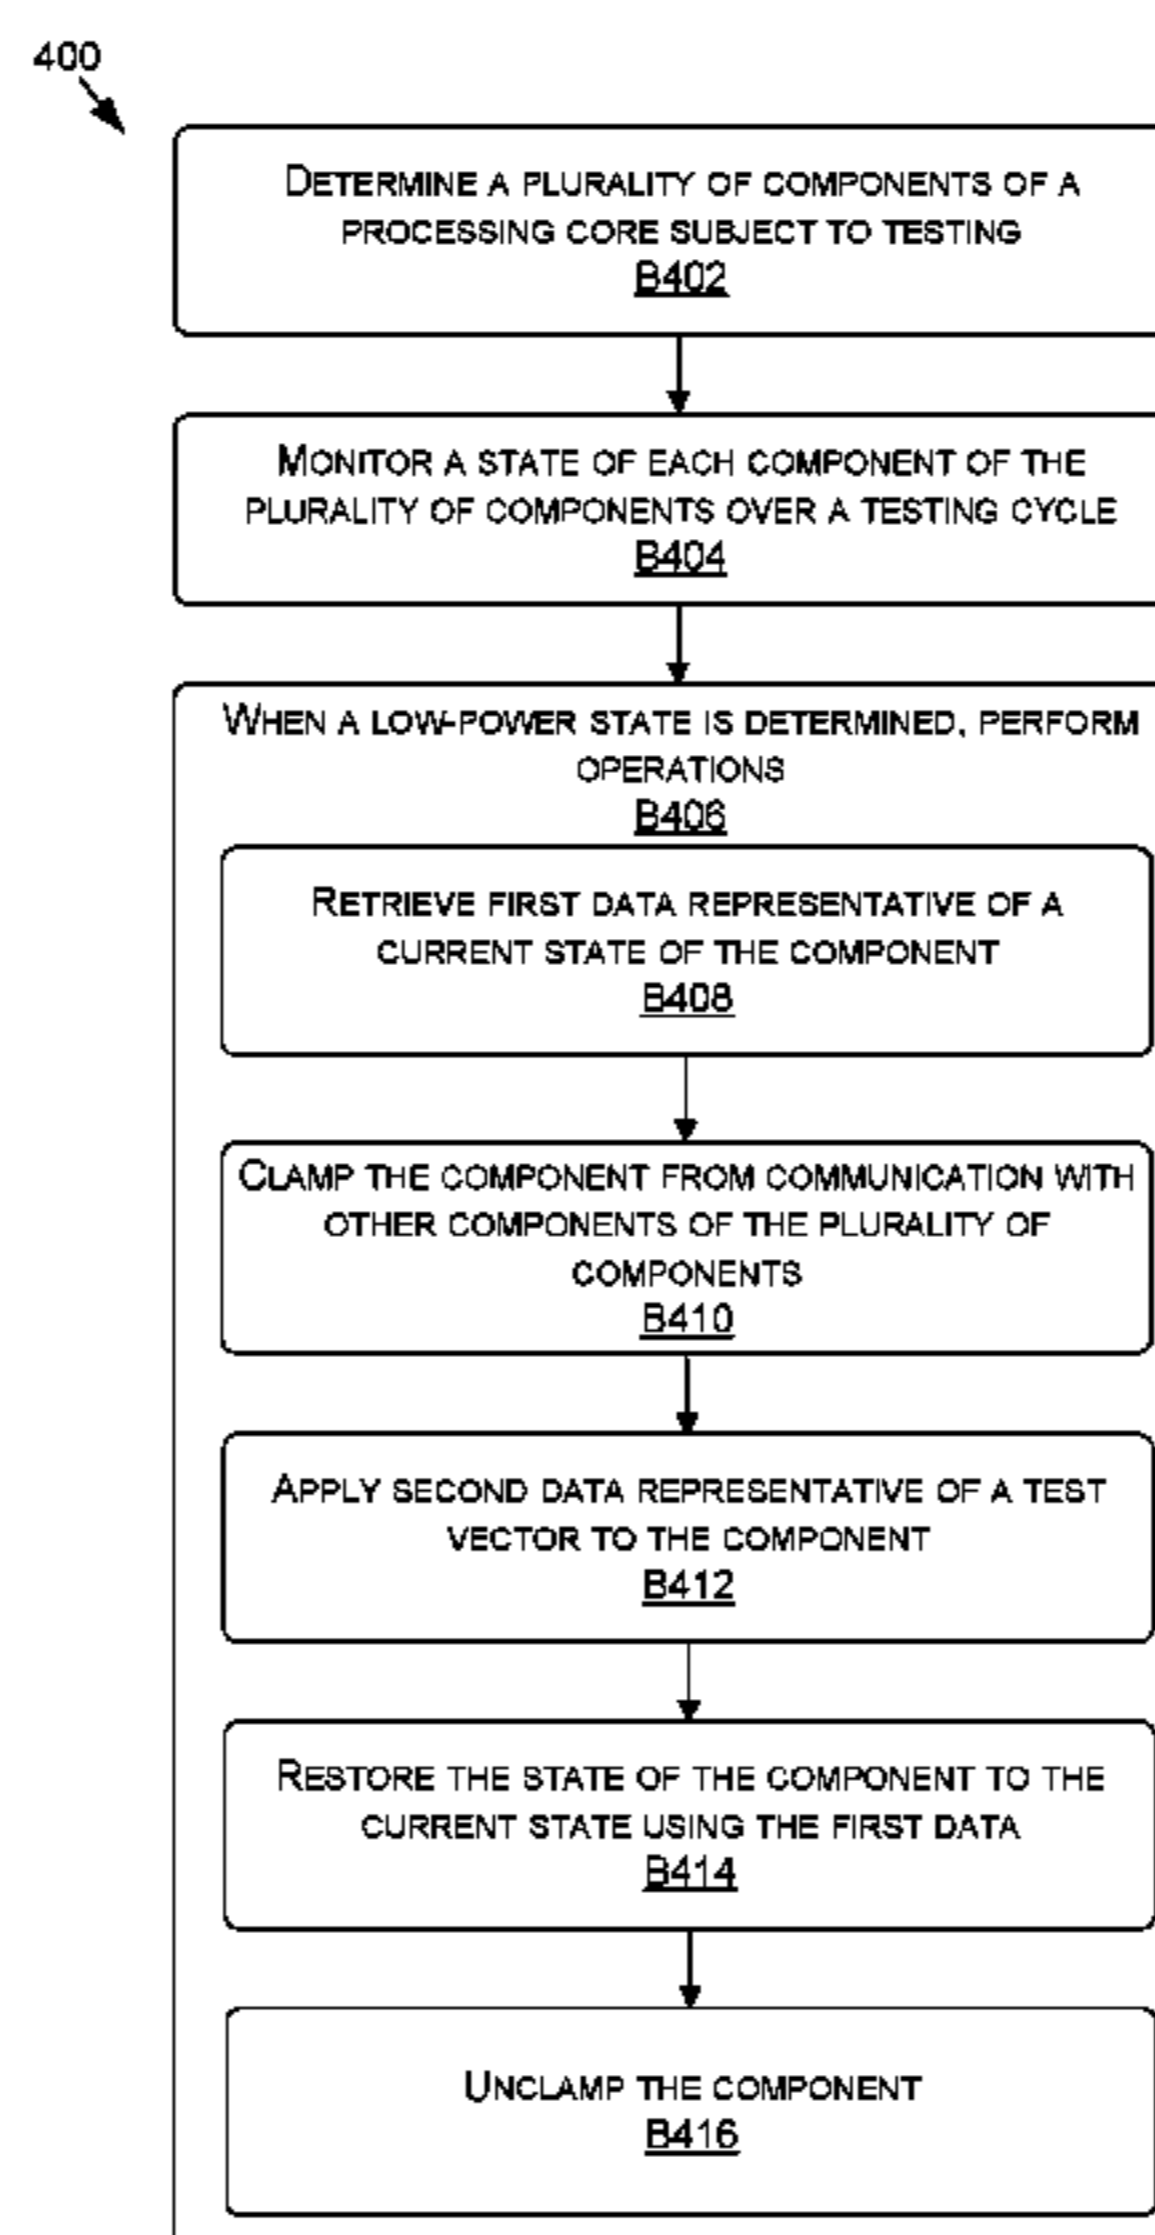 400
DETERMINE A PLURALITY OF COMPONENTS OF A
PROCESSING CORE SUBJECT TO TESTING
B402
MONITOR A STATE OF EACH COMPONENT OF THE
PLURALITY OF COMPONENTS OVER A TESTING CYCLE
B404
WHEN A LOW-POWER STATE IS DETERMINED, PERFORM
OPERATIONS
B406
RETRIEVE FIRST DATA REPRESENTATIVE OF A
CURRENT STATE OF THE COMPONENT
B408
CLAMP THE COMPONENT FROM COMMUNICATION WITH
OTHER COMPONENTS OF THE PLURALITY OF
COMPONENTS
B410
APPLY SECOND DATA REPRESENTATIVE OF A TEST
VECTOR TO THE COMPONENT
B412
RESTORE THE STATE OF THE COMPONENT TO THE
CURRENT STATE USING THE FIRST DATA
B414
UNCLAMP THE COMPONENT
B416